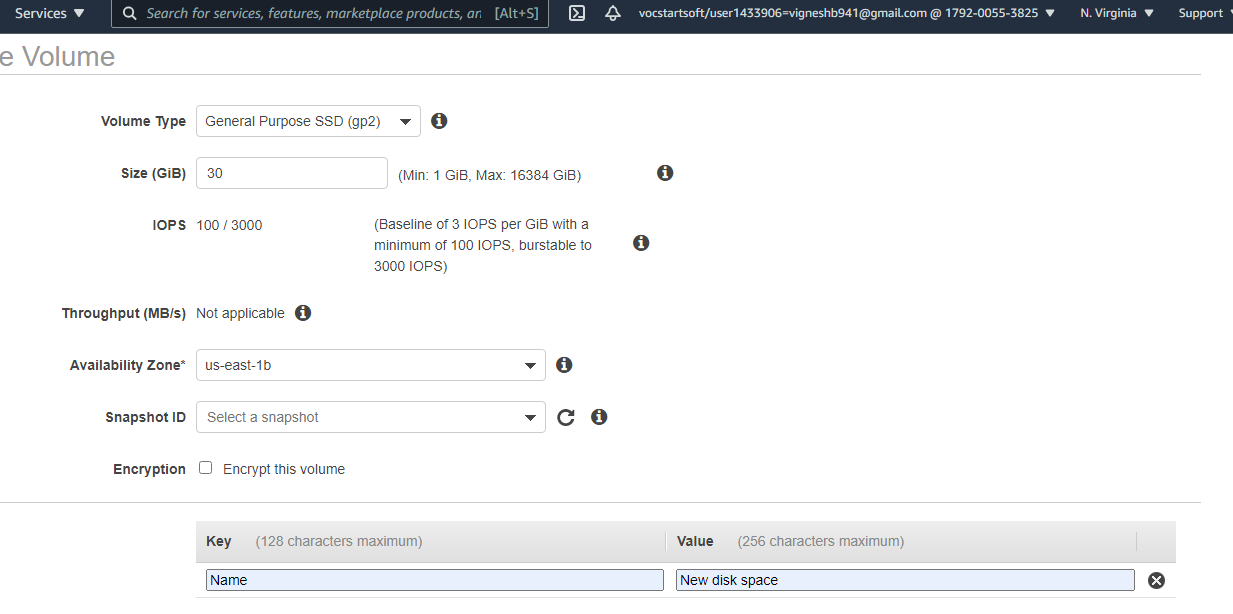 Services Search for services, features, marketplace products, an [Alt+S] vocstartsoft/user1433906=vigneshb941@gmail.com @ 1792-0055-3825 N. Virginia Support
e Volume
Volume Type General Purpose SSD (gp2)
Size (GiB) 30 (Min: 1 GiB, Max: 16384 GiB)
IOPS 100 / 3000 (Baseline of 3 IOPS per GiB with a
minimum of 100 IOPS, burstable to
3000 IOPS)
Throughput (MB/s) Not applicable
Availability Zone* us-east-1b
Snapshot ID Select a snapshot
Encryption Encrypt this volume
Key (128 characters maximum) Value (256 characters maximum)
Name New disk space